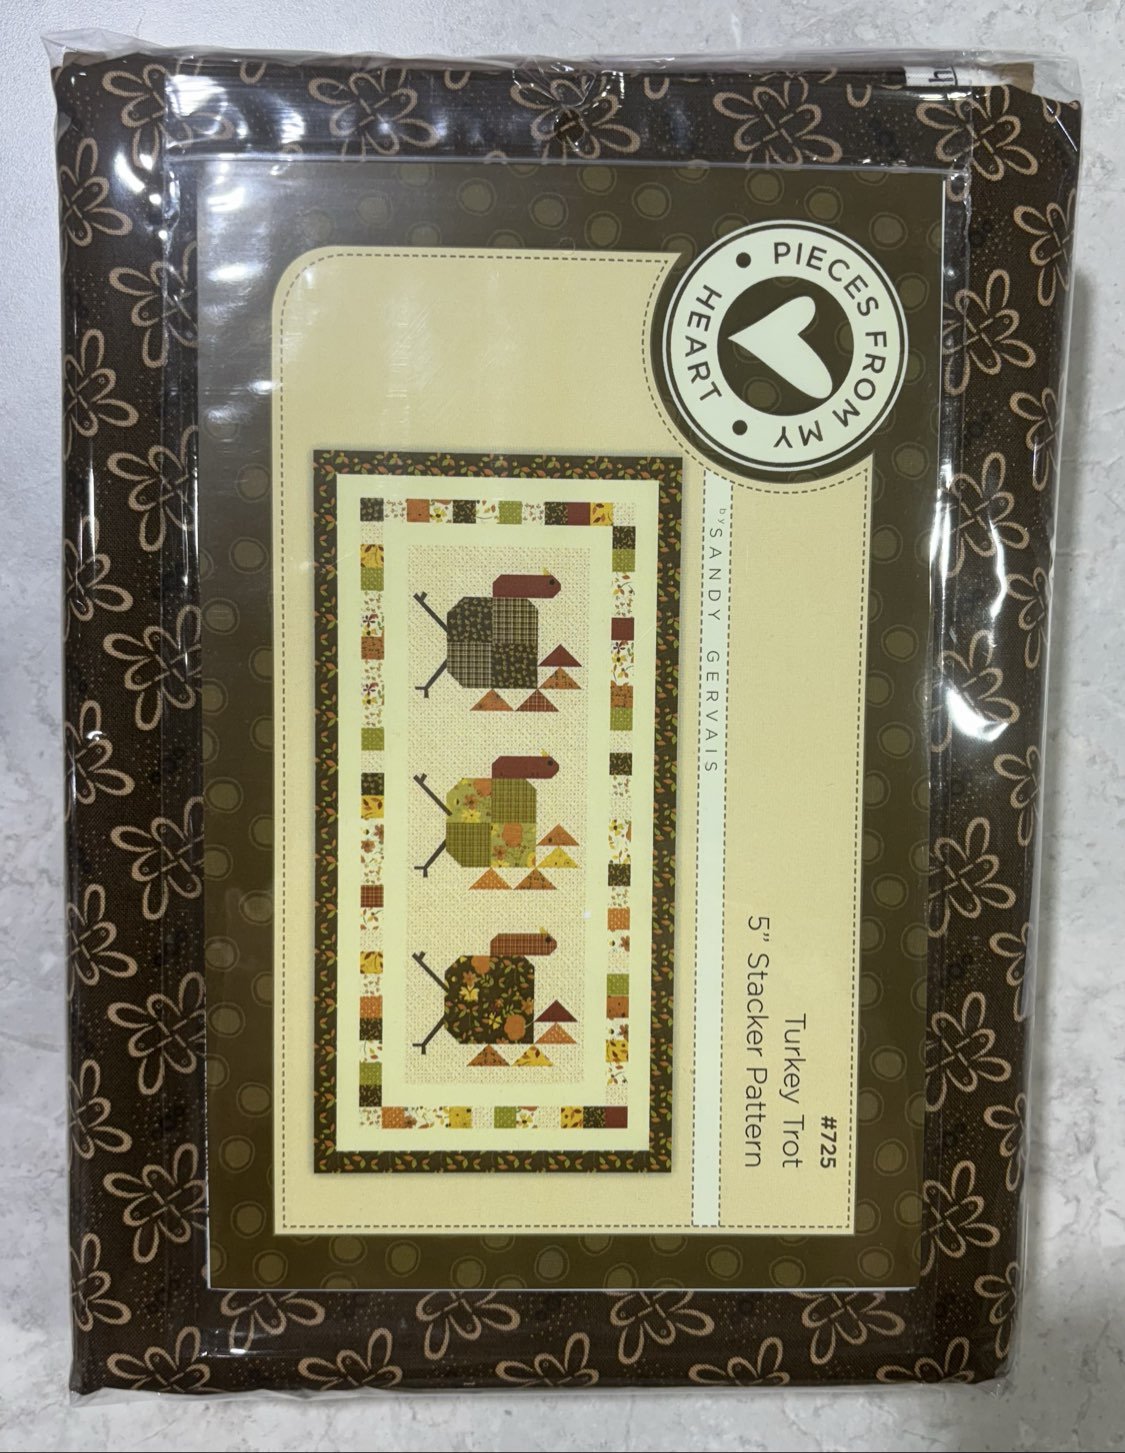 PIECES FROM MY HEART
by SANDY GERVAIS
#725
Turkey Trot
5” Stacker Pattern